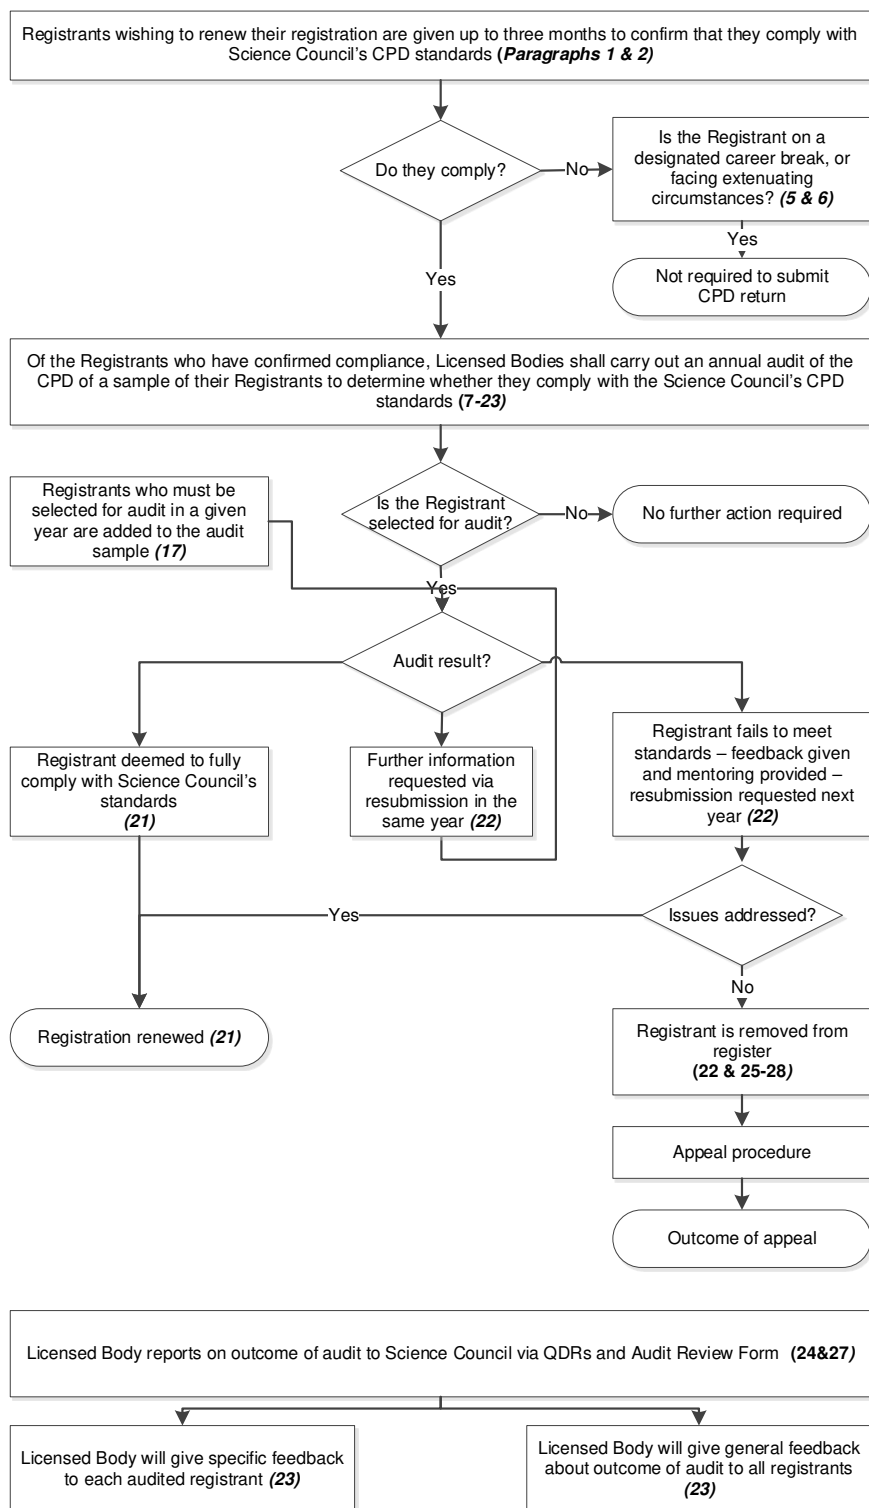 Registrants wishing to renew their registration are given up to three months to confirm that they comply with
Science Council’s CPD standards (Paragraphs 1 & 2)
Do they comply?
No
Is the Registrant on a
designated career break, or
facing extenuating
circumstances? (5 & 6)
Yes
Yes
Not required to submit
CPD return
Of the Registrants who have confirmed compliance, Licensed Bodies shall carry out an annual audit of the
CPD of a sample of their Registrants to determine whether they comply with the Science Council’s CPD
standards (7-23)
Registrants who must be
selected for audit in a given
year are added to the audit
sample (17)
Is the Registrant
selected for audit?
No
No further action required
Yes
Audit result?
Registrant deemed to fully
comply with Science Council’s
standards
(21)
Further information
requested via
resubmission in the
same year (22)
Registrant fails to meet
standards – feedback given
and mentoring provided –
resubmission requested next
year (22)
Yes
Issues addressed?
No
Registration renewed (21)
Registrant is removed from
register
(22 & 25-28)
Appeal procedure
Outcome of appeal
Licensed Body reports on outcome of audit to Science Council via QDRs and Audit Review Form (24&27)
Licensed Body will give specific feedback
to each audited registrant (23)
Licensed Body will give general feedback
about outcome of audit to all registrants
(23)